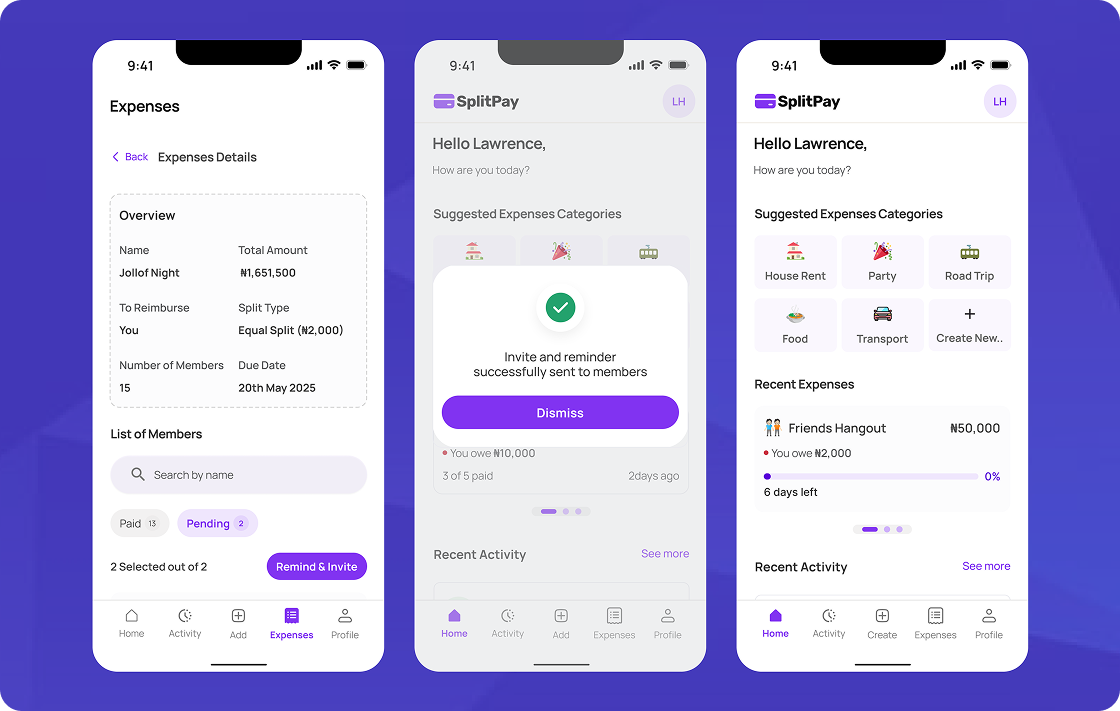 9:41
Expenses
Back Expenses Details
Overview
Name Total Amount
Jollof Night ₦1,651,500
To Reimburse Split Type
You Equal Split (₦2,000)
Number of Members Due Date
15 20th May 2025
List of Members
Search by name
Paid 13 Pending 2
2 Selected out of 2 Remind & Invite
Home Activity Add Expenses Profile
9:41
SplitPay LH
Hello Lawrence,
How are you today?
Suggested Expenses Categories
Invite and reminder
successfully sent to members
Dismiss
You owe ₦10,000
3 of 5 paid 2days ago
Recent Activity See more
Home Activity Add Expenses Profile
9:41
SplitPay LH
Hello Lawrence,
How are you today?
Suggested Expenses Categories
House Rent Party Road Trip
Food Transport Create New..
Recent Expenses
Friends Hangout ₦50,000
You owe ₦2,000
0%
6 days left
Recent Activity See more
Home Activity Create Expenses Profile